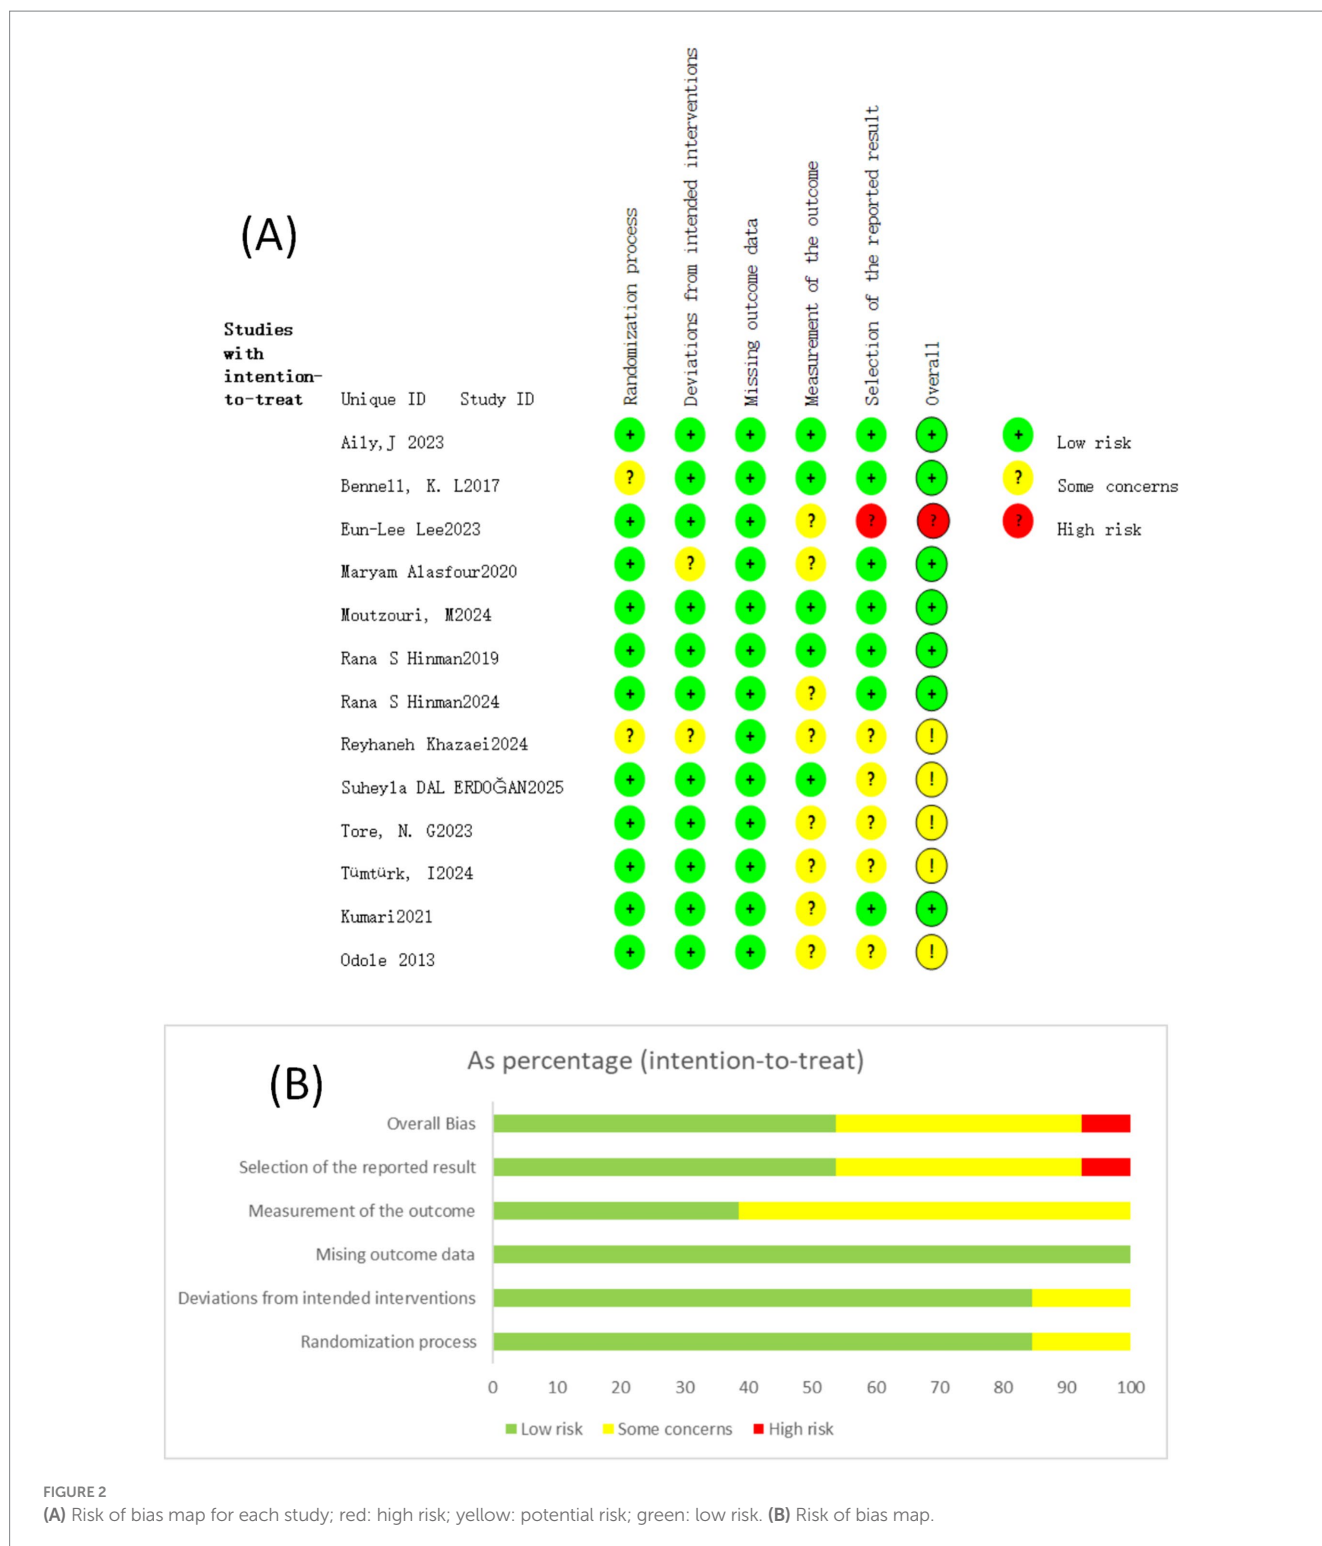 (A)
Randomization process
Deviations from intended interventions
Missing outcome data
Measurement of the outcome
Selection of the reported result
Overall
Studies
with
intention-
to-treat
Unique ID Study ID
Aily,J 2023 + + + + + +
+ Low risk
Bennell, K. L2017 ? + + + + +
? Some concerns
Eun-Lee Lee2023 + + + ? ? ?
? High risk
Maryam Alasfour2020 + ? + ? + +
Moutzouri, M2024 + + + + + +
Rana S Hinman2019 + + + + + +
Rana S Hinman2024 + + + ? + +
Reyhaneh Khazaei2024 ? ? + ? ? !
Suheyla DAL ERDOĞAN2025 + + + + ? !
Tore, N. G2023 + + + ? ? !
Tümtürk, I2024 + + + ? ? !
Kumari2021 + + + ? + +
Odole 2013 + + + ? ? !
(B)
As percentage (intention-to-treat)
Overall Bias
Selection of the reported result
Measurement of the outcome
Mising outcome data
Deviations from intended interventions
Randomization process
0 10 20 30 40 50 60 70 80 90 100
Low risk Some concerns High risk
FIGURE 2
(A) Risk of bias map for each study; red: high risk; yellow: potential risk; green: low risk. (B) Risk of bias map.